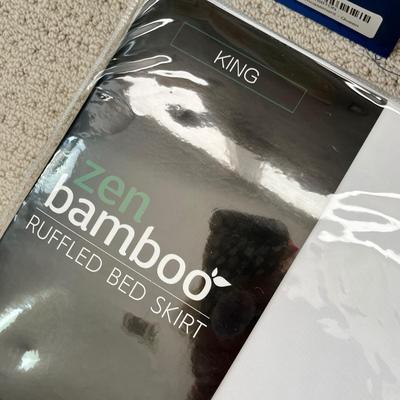 KING
zen
bamboo
RUFFLED BED SKIRT